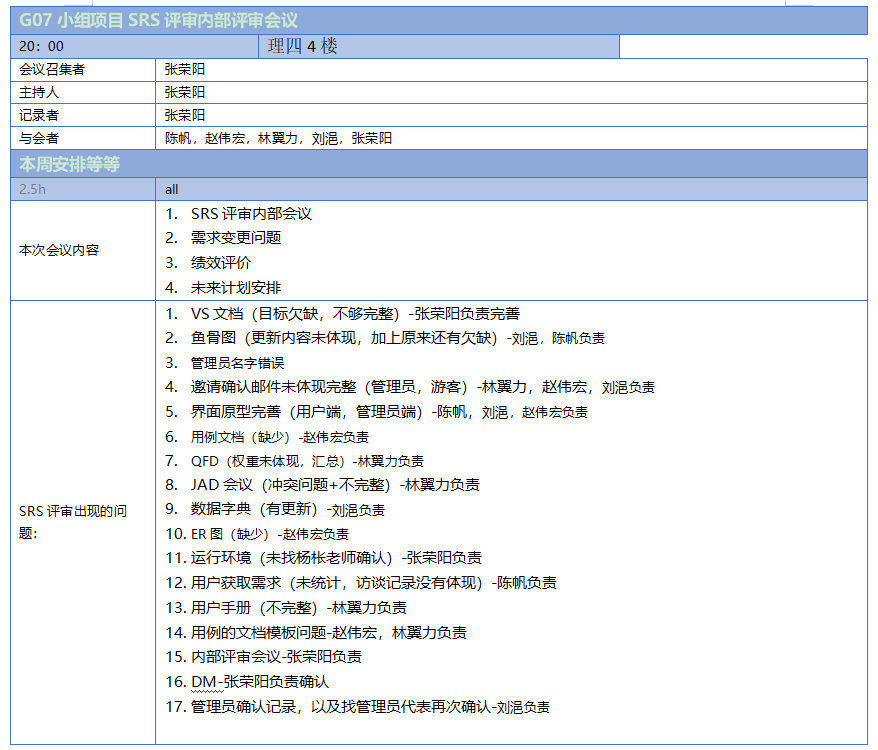 G07 小组项目 SRS 评审内部评审会议
20：00 理四 4 楼
会议召集者 张荣阳
主持人 张荣阳
记录者 张荣阳
与会者 陈帆，赵伟宏，林翼力，刘浥，张荣阳
本周安排等等
2.5h all
本次会议内容
1. SRS 评审内部会议
2. 需求变更问题
3. 绩效评价
4. 未来计划安排
SRS 评审出现的问
题：
1. VS 文档（目标欠缺，不够完整）-张荣阳负责完善
2. 鱼骨图（更新内容未体现，加上原来还有欠缺）-刘浥，陈帆负责
3. 管理员名字错误
4. 邀请确认邮件未体现完整（管理员，游客）-林翼力，赵伟宏，刘浥负责
5. 界面原型完善（用户端，管理员端）-陈帆，刘浥，赵伟宏负责
6. 用例文档（缺少）-赵伟宏负责
7. QFD（权重未体现，汇总）-林翼力负责
8. JAD 会议（冲突问题+不完整）-林翼力负责
9. 数据字典（有更新）-刘浥负责
10. ER 图（缺少）-赵伟宏负责
11. 运行环境（未找杨枨老师确认）-张荣阳负责
12. 用户获取需求（未统计，访谈记录没有体现）-陈帆负责
13. 用户手册（不完整）-林翼力负责
14. 用例的文档模板问题-赵伟宏，林翼力负责
15. 内部评审会议-张荣阳负责
16. DM-张荣阳负责确认
17. 管理员确认记录，以及找管理员代表再次确认-刘浥负责